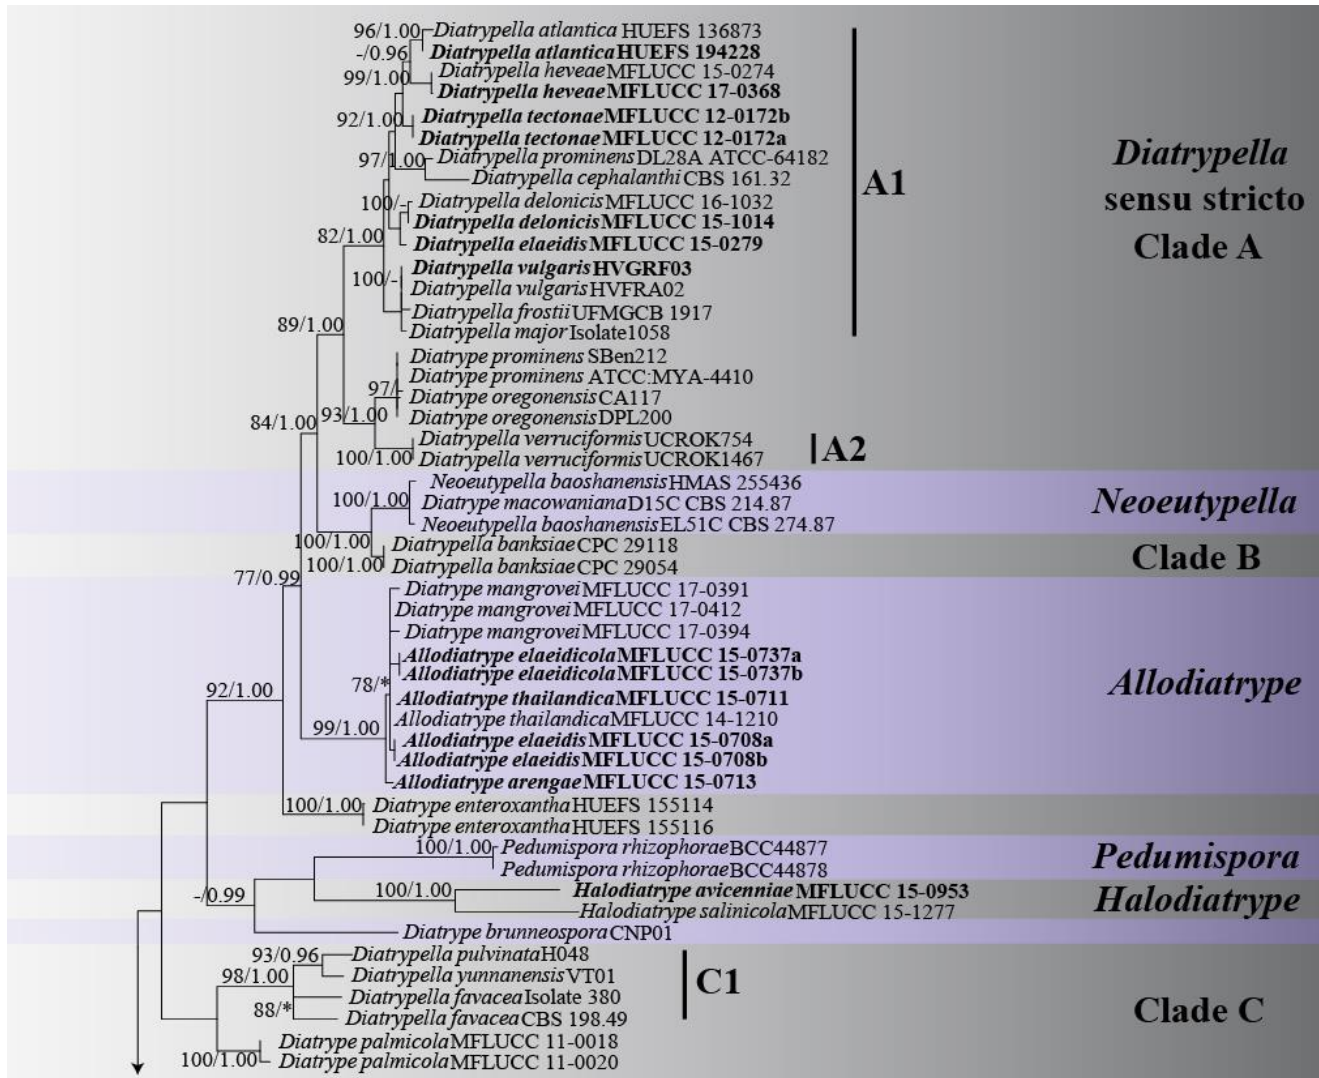 96/1.00
Diatrypella atlantica HUEFS 136873
-/0.96
Diatrypella atlantica HUEFS 194228
99/1.00
Diatrypella heveae MFLUCC 15-0274
Diatrypella heveae MFLUCC 17-0368
92/1.00
Diatrypella tectonae MFLUCC 12-0172b
Diatrypella tectonae MFLUCC 12-0172a
97/1.00
Diatrypella prominens DL28A ATCC-64182
Diatrypella cephalanthi CBS 161.32
100/-
Diatrypella delonicis MFLUCC 16-1032
Diatrypella delonicis MFLUCC 15-1014
82/1.00
Diatrypella elaeidis MFLUCC 15-0279
100/-
Diatrypella vulgaris HVGRF03
Diatrypella vulgaris HVFRA02
Diatrypella frostii UFMGCB 1917
Diatrypella major Isolate1058
A1
Diatrypella
sensu stricto
Clade A
89/1.00
Diatrype prominens SBen212
Diatrype prominens ATCC:MYA-4410
97/-
Diatrype oregonensis CA117
93/1.00
Diatrype oregonensis DPL200
84/1.00
Diatrypella verruciformis UCROK754
100/1.00
Diatrypella verruciformis UCROK1467
A2
Neoeutypella baoshanensis HMAS 255436
100/1.00
Diatrype macowaniana D15C CBS 214.87
Neoeutypella baoshanensis EL51C CBS 274.87
Neoeutypella
100/1.00
Diatrypella banksiae CPC 29118
100/1.00
Diatrypella banksiae CPC 29054
Clade B
77/0.99
Diatrype mangrovei MFLUCC 17-0391
Diatrype mangrovei MFLUCC 17-0412
Diatrype mangrovei MFLUCC 17-0394
Allodiatrype elaeidicola MFLUCC 15-0737a
Allodiatrype elaeidicola MFLUCC 15-0737b
78/*
Allodiatrype thailandica MFLUCC 15-0711
Allodiatrype thailandica MFLUCC 14-1210
99/1.00
Allodiatrype elaeidis MFLUCC 15-0708a
Allodiatrype elaeidis MFLUCC 15-0708b
Allodiatrype arengae MFLUCC 15-0713
Allodiatrype
92/1.00
100/1.00
Diatrype enteroxantha HUEFS 155114
Diatrype enteroxantha HUEFS 155116
100/1.00
Pedumispora rhizophorae BCC44877
Pedumispora rhizophorae BCC44878
Pedumispora
-/0.99
100/1.00
Halodiatrype avicenniae MFLUCC 15-0953
Halodiatrype salinicola MFLUCC 15-1277
Halodiatrype
Diatrype brunneospora CNP01
93/0.96
Diatrypella pulvinata H048
98/1.00
Diatrypella yunnanensis VT01
Diatrypella favacea Isolate 380
88/*
Diatrypella favacea CBS 198.49
C1
Clade C
Diatrype palmicola MFLUCC 11-0018
100/1.00
Diatrype palmicola MFLUCC 11-0020